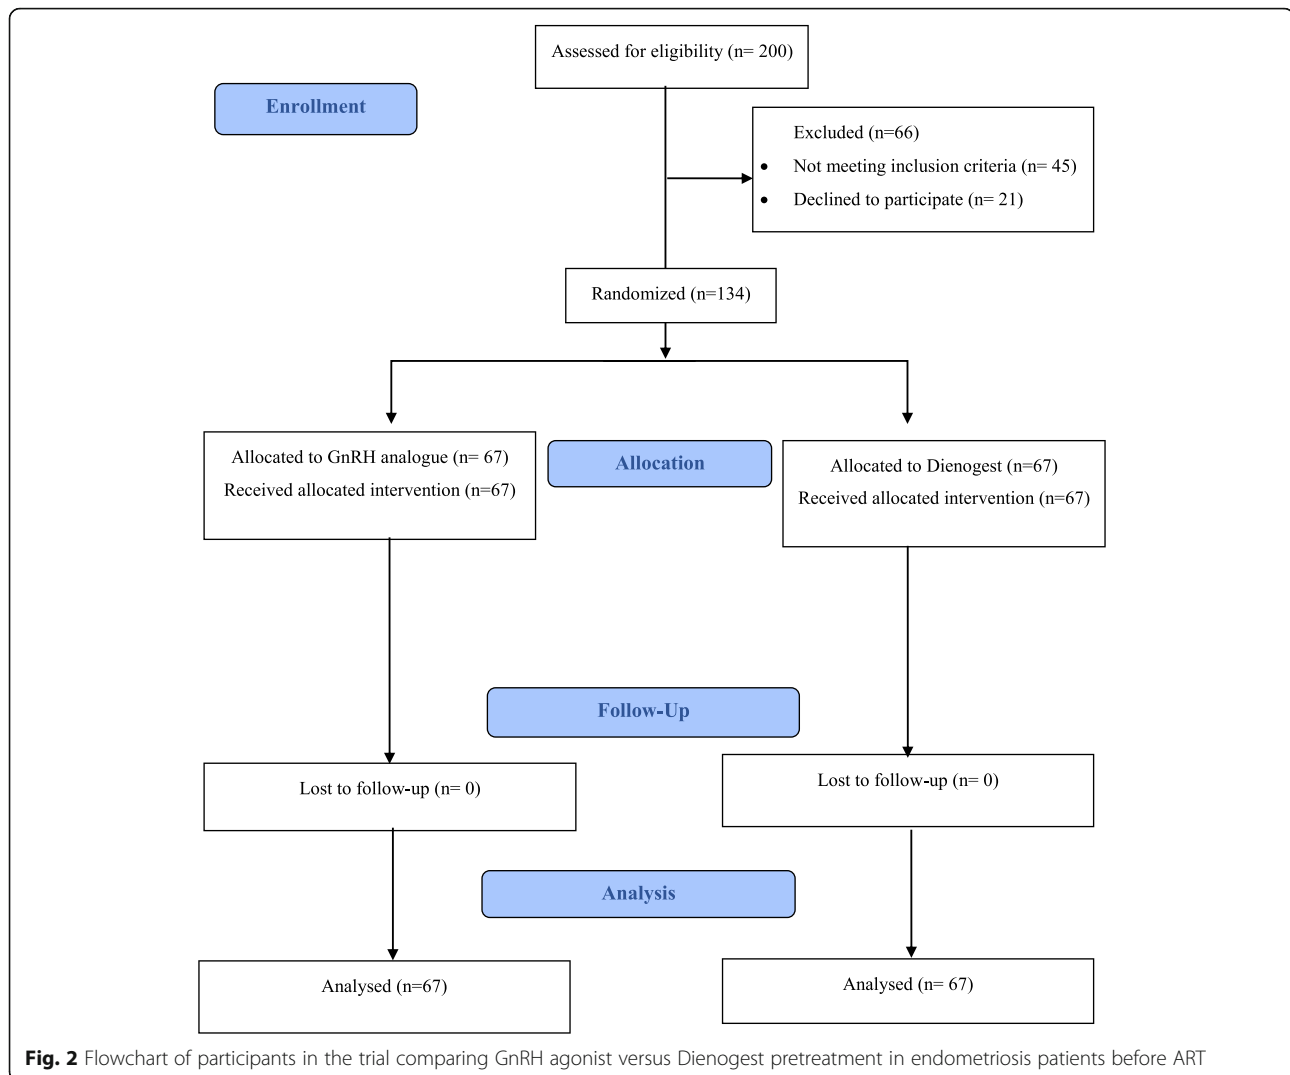 Assessed for eligibility (n= 200)
Enrollment
Excluded (n=66)
• Not meeting inclusion criteria (n= 45)
• Declined to participate (n= 21)
Randomized (n=134)
Allocated to GnRH analogue (n= 67)
Received allocated intervention (n=67)
Allocation
Allocated to Dienogest (n=67)
Received allocated intervention (n=67)
Follow-Up
Lost to follow-up (n= 0)
Lost to follow-up (n= 0)
Analysis
Analysed (n=67)
Analysed (n= 67)
Fig. 2 Flowchart of participants in the trial comparing GnRH agonist versus Dienogest pretreatment in endometriosis patients before ART